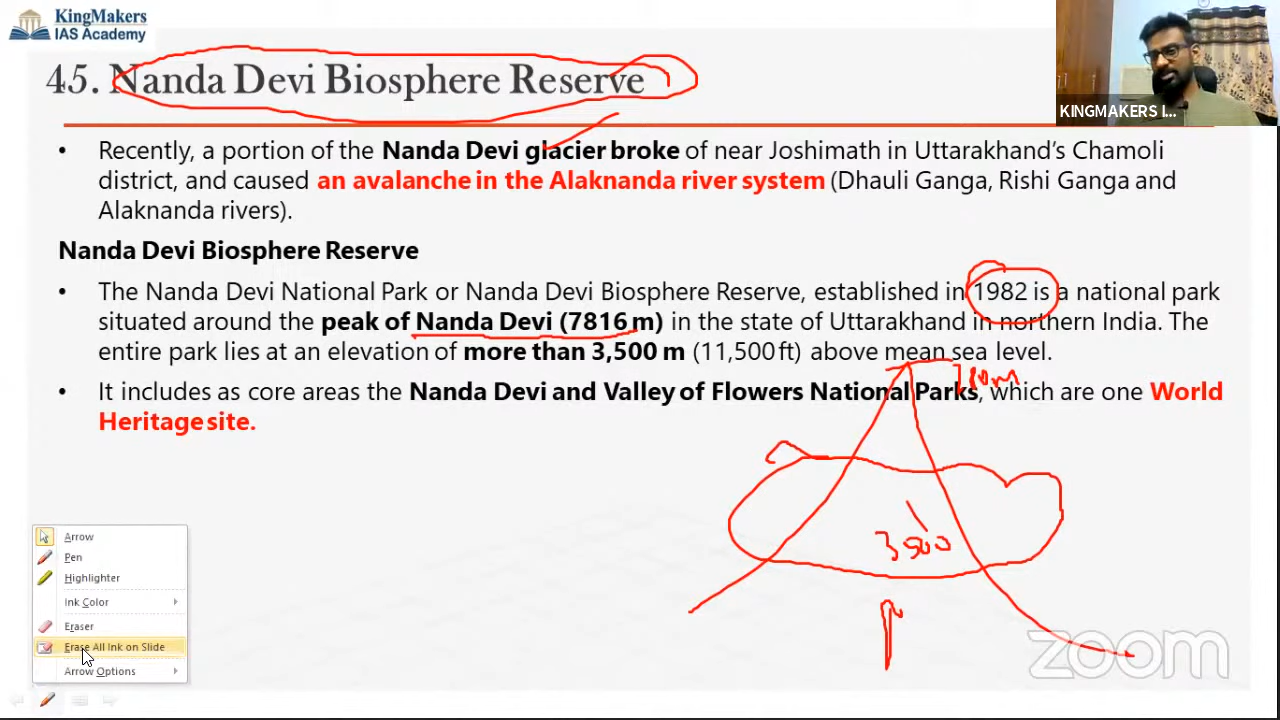 KingMakers
IAS Academy
45. Nanda Devi Biosphere Reserve
KINGMAKERS I...
• Recently, a portion of the Nanda Devi glacier broke of near Joshimath in Uttarakhand's Chamoli
district, and caused an avalanche in the Alaknanda river system (Dhauli Ganga, Rishi Ganga and
Alaknanda rivers).
Nanda Devi Biosphere Reserve
• The Nanda Devi National Park or Nanda Devi Biosphere Reserve, established in 1982 is a national park
situated around the peak of Nanda Devi (7816 m) in the state of Uttarakhand in northern India. The
entire park lies at an elevation of more than 3,500 m (11,500 ft) above mean sea level.
• It includes as core areas the Nanda Devi and Valley of Flowers National Parks, which are one World
Heritage site.
3500
Arrow
Pen
Highlighter
Ink Color
Eraser
Erase All Ink on Slide
Arrow Options
zoom